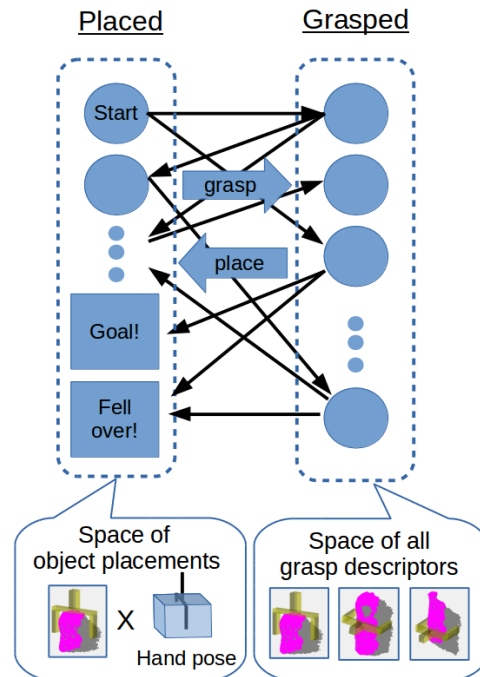 Placed
Grasped
Start
grasp
place
Goal!
Fell
over!
Space of
object placements
X
Hand pose
Space of all
grasp descriptors